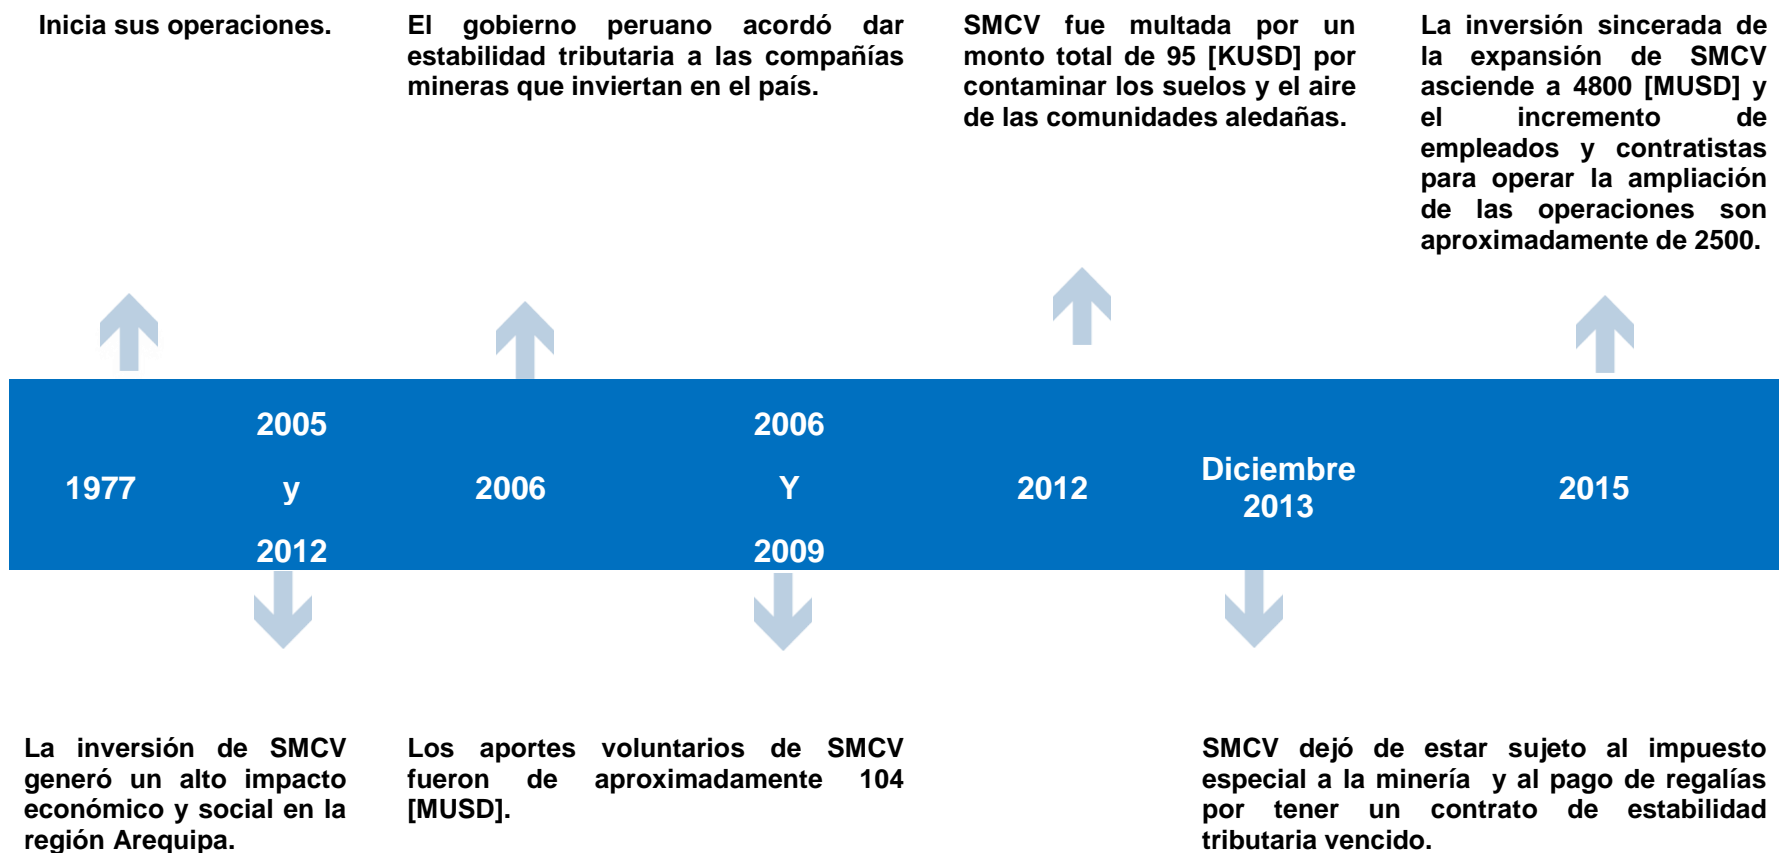 Inicia sus operaciones.
El gobierno peruano acordó dar
estabilidad tributaria a las compañías
mineras que inviertan en el país.
SMCV fue multada por un
monto total de 95 [KUSD] por
contaminar los suelos y el aire
de las comunidades aledañas.
La inversión sincerada de
la expansión de SMCV
asciende a 4800 [MUSD] y
el incremento de
empleados y contratistas
para operar la ampliación
de las operaciones son
aproximadamente de 2500.
1977
2005
y
2012
2006
2006
Y
2009
2012
Diciembre
2013
2015
La inversión de SMCV
generó un alto impacto
económico y social en la
región Arequipa.
Los aportes voluntarios de SMCV
fueron de aproximadamente 104
[MUSD].
SMCV dejó de estar sujeto al impuesto
especial a la minería y al pago de regalías
por tener un contrato de estabilidad
tributaria vencido.